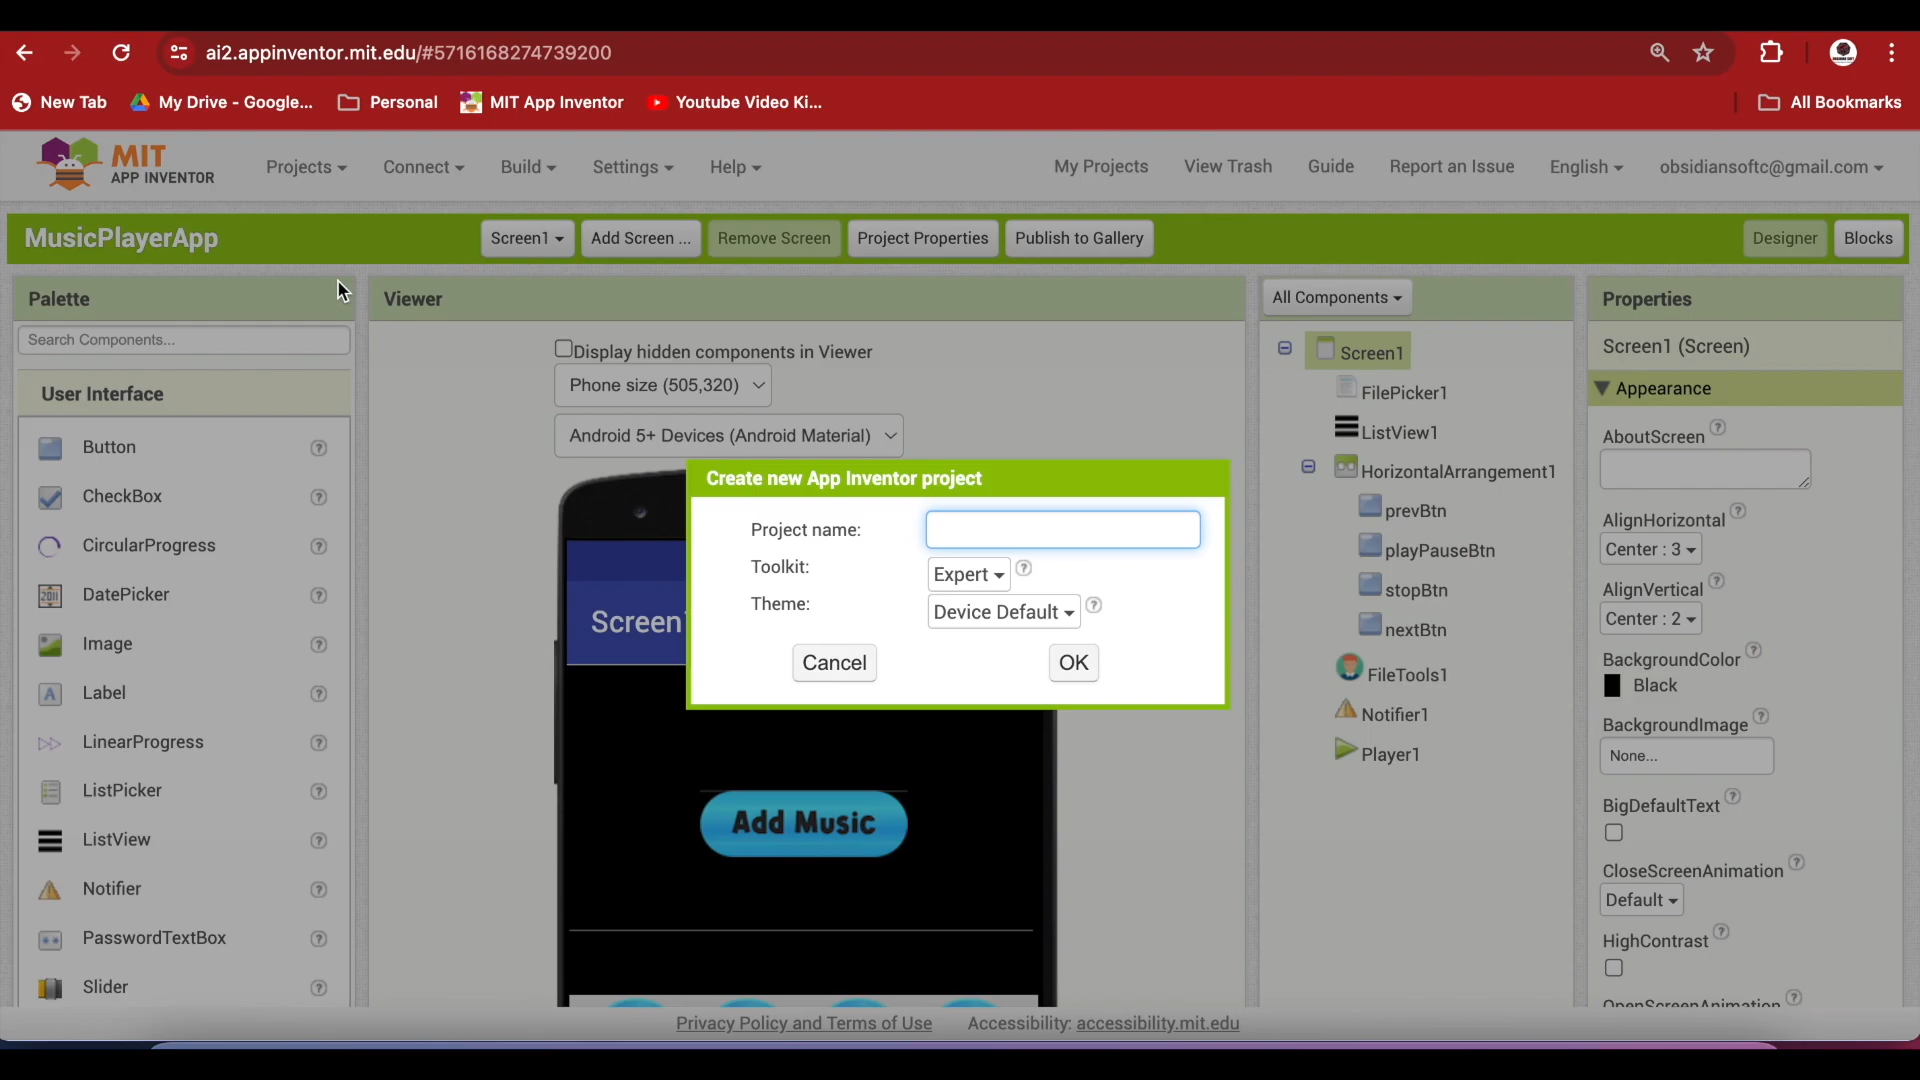 ai2.appinventor.mit.edu/#5716168274739200
New Tab My Drive - Google... Personal MIT App Inventor Youtube Video Ki... All Bookmarks
MIT APP INVENTOR Projects Connect Build Settings Help My Projects View Trash Guide Report an Issue English obsidiansoftc@gmail.com
MusicPlayerApp Screen1 Add Screen ... Remove Screen Project Properties Publish to Gallery Designer Blocks
Palette
Search Components...
User Interface
Button
CheckBox
CircularProgress
DatePicker
Image
Label
LinearProgress
ListPicker
ListView
Notifier
PasswordTextBox
Slider
Viewer
Display hidden components in Viewer
Phone size (505,320)
Android 5+ Devices (Android Material)
Create new App Inventor project
Project name:
Toolkit: Expert
Theme: Device Default
Cancel OK
Screen1
Add Music
All Components
Screen1
FilePicker1
ListView1
HorizontalArrangement1
prevBtn
playPauseBtn
stopBtn
nextBtn
FileTools1
Notifier1
Player1
Properties
Screen1 (Screen)
Appearance
AboutScreen
AlignHorizontal
Center : 3
AlignVertical
Center : 2
BackgroundColor
Black
BackgroundImage
None...
BigDefaultText
CloseScreenAnimation
Default
HighContrast
OpenScreenAnimation
Privacy Policy and Terms of Use Accessibility: accessibility.mit.edu